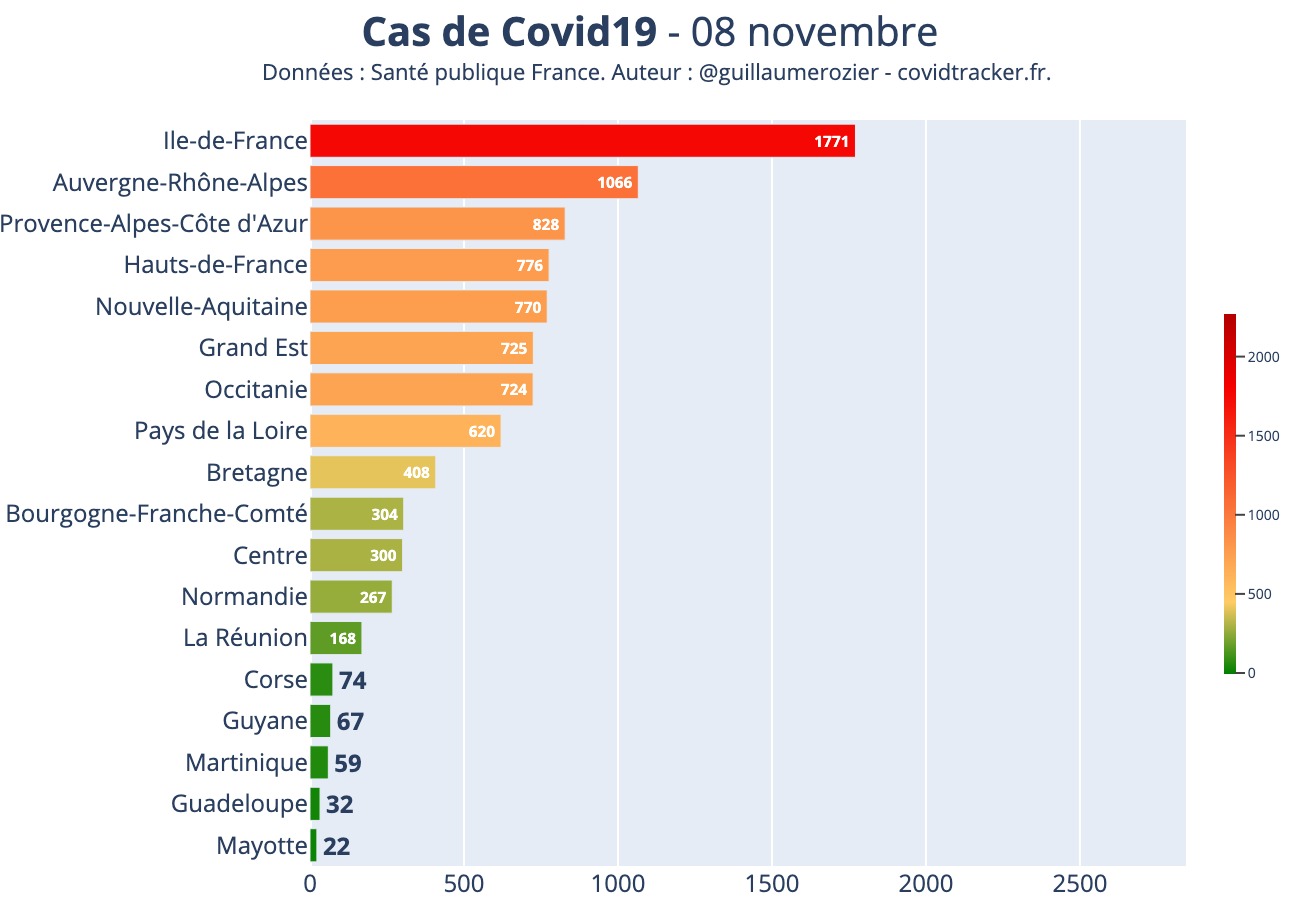 Cas de Covid19 - 08 novembre
Données : Santé publique France. Auteur : @guillaumerozier - covidtracker.fr.
Ile-de-France 1771
Auvergne-Rhône-Alpes 1066
Provence-Alpes-Côte d'Azur 828
Hauts-de-France 776
Nouvelle-Aquitaine 770
Grand Est 725
Occitanie 724
Pays de la Loire 620
Bretagne 408
Bourgogne-Franche-Comté 304
Centre 300
Normandie 267
La Réunion 168
Corse 74
Guyane 67
Martinique 59
Guadeloupe 32
Mayotte 22
0 500 1000 1500 2000 2500
2000
1500
1000
500
0